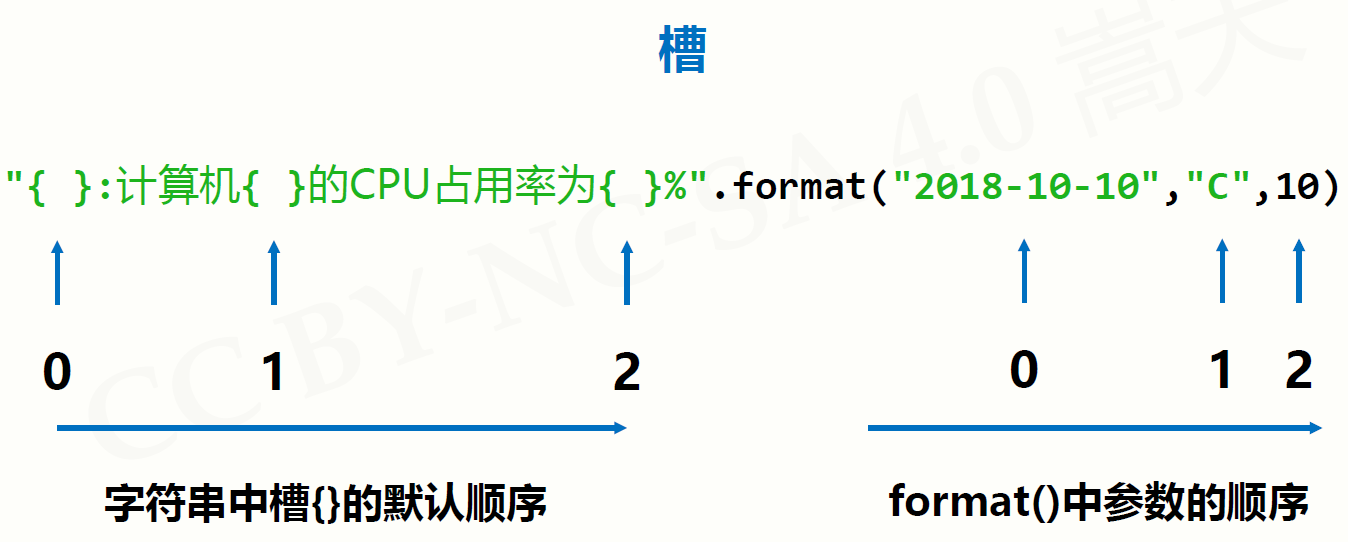 槽
"{ }:计算机{ }的CPU占用率为{ }%".format("2018-10-10","C",10)
0 1 2 0 1 2
字符串中槽{}的默认顺序 format()中参数的顺序
CC BY-NC-SA 4.0 嵩天